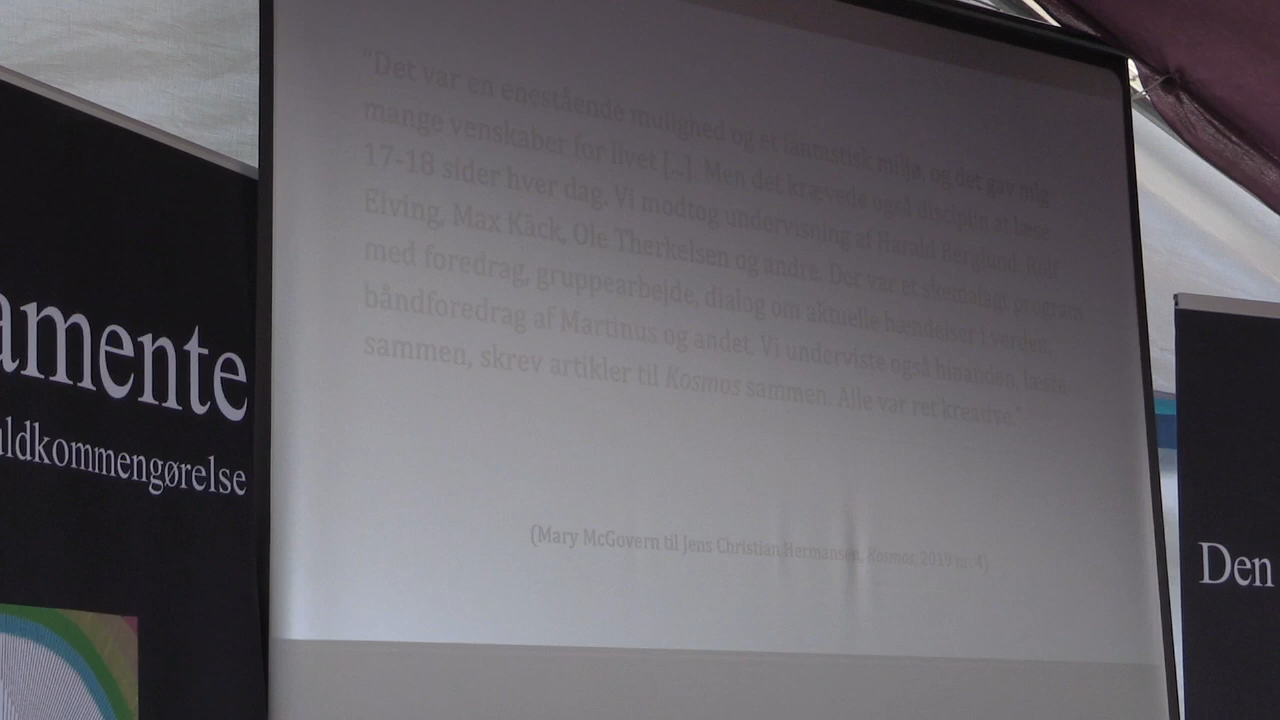 "Det var en enestående mulighed og et fantastisk miljø, og det gav mig
mange venskaber for livet [...]. Men det krævede også disciplin at læse
17-18 sider hver dag. Vi modtog undervisning af Harald Berglund, Rolf
Elving, Max Käck, Ole Therkelsen og andre. Der var et skemalagt program
med foredrag, gruppearbejde, dialog om aktuelle hændelser i verden,
båndforedrag af Martinus og andet. Vi underviste også hinanden, læste
sammen, skrev artikler til Kosmos sammen. Alle var ret kreative."
(Mary McGovern til Jens Christian Hermansen, Kosmos, 2019 nr. 4)
amente
ldkommengørelse
Den